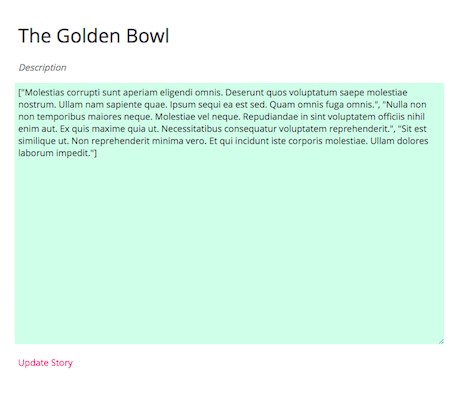 The Golden Bowl
Description
["Molestias corrupti sunt aperiam eligendi omnis. Deserunt quos voluptatum saepe molestiae
nostrum. Ullam nam sapiente quae. Ipsum sequi ea est sed. Quam omnis fuga omnis.", "Nulla non
non temporibus maiores neque. Molestiae vel neque. Repudiandae in sint voluptatem officiis nihil
enim aut. Ex quis maxime quia ut. Necessitatibus consequatur voluptatem reprehenderit.", "Sit est
similique ut. Non reprehenderit minima vero. Et qui incidunt iste corporis molestiae. Ullam dolores
laborum impedit."]
Update Story